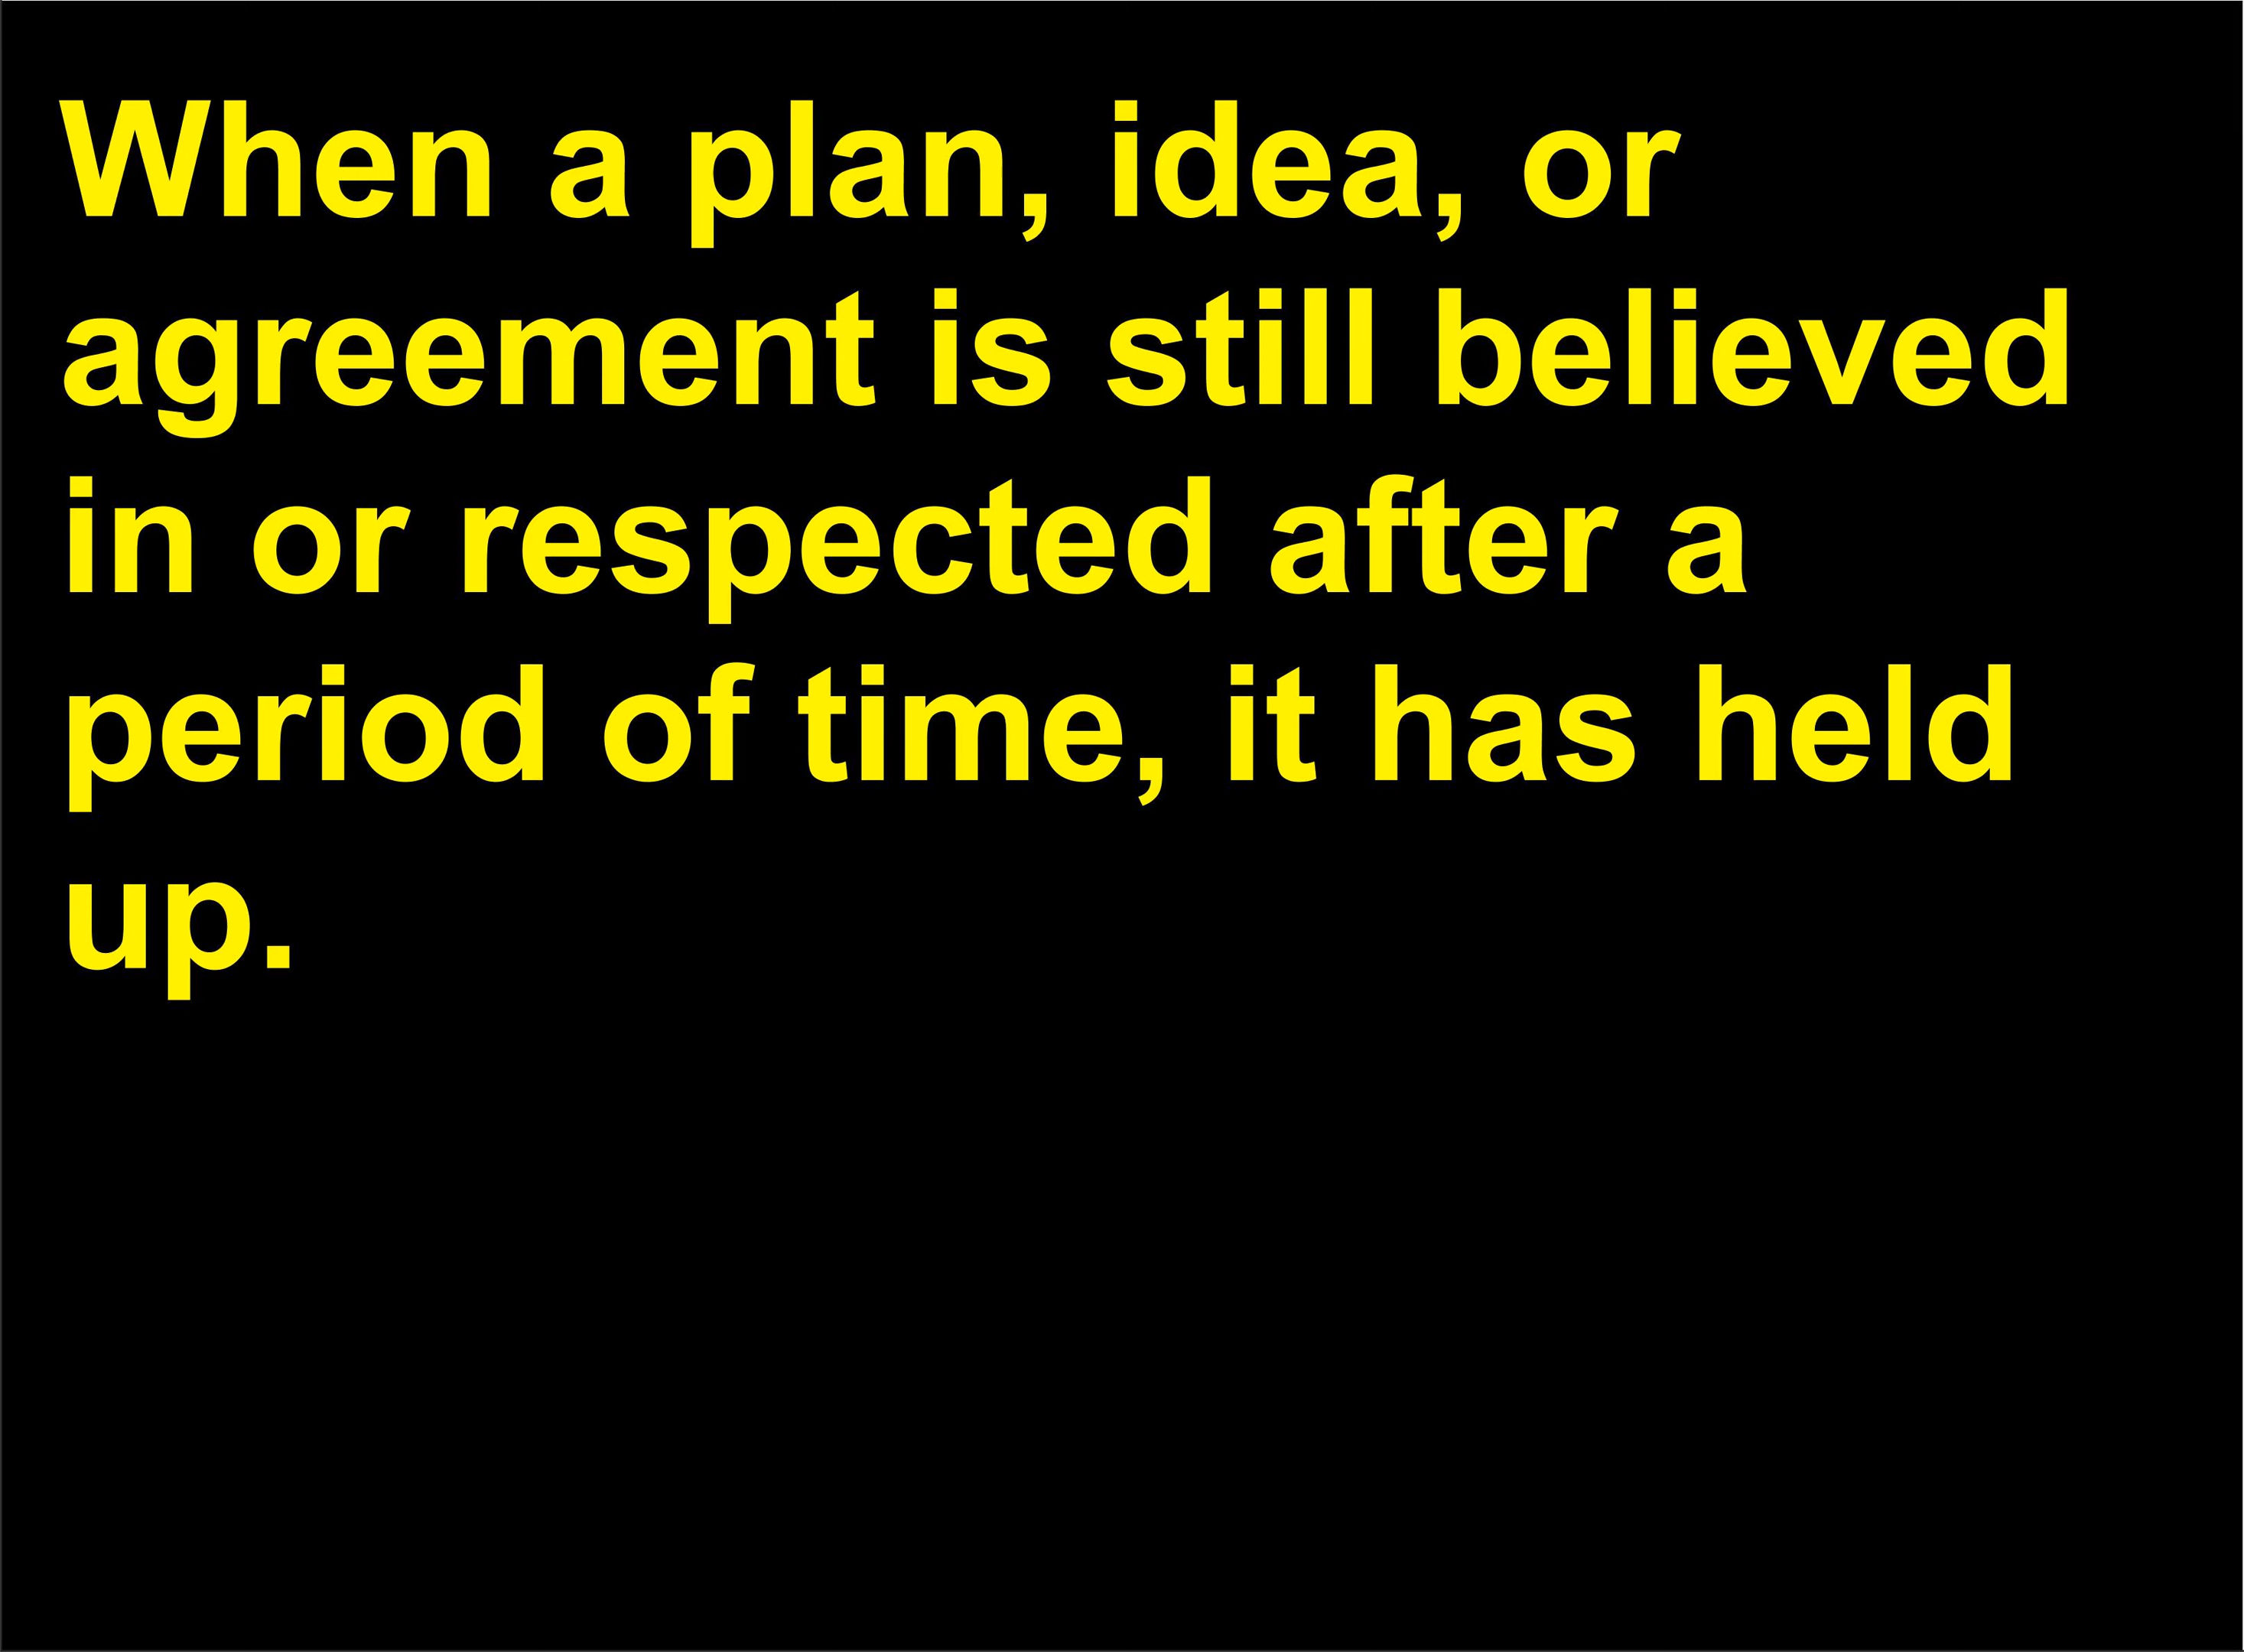 When a plan, idea, or
agreement is still believed
in or respected after a
period of time, it has held
up.